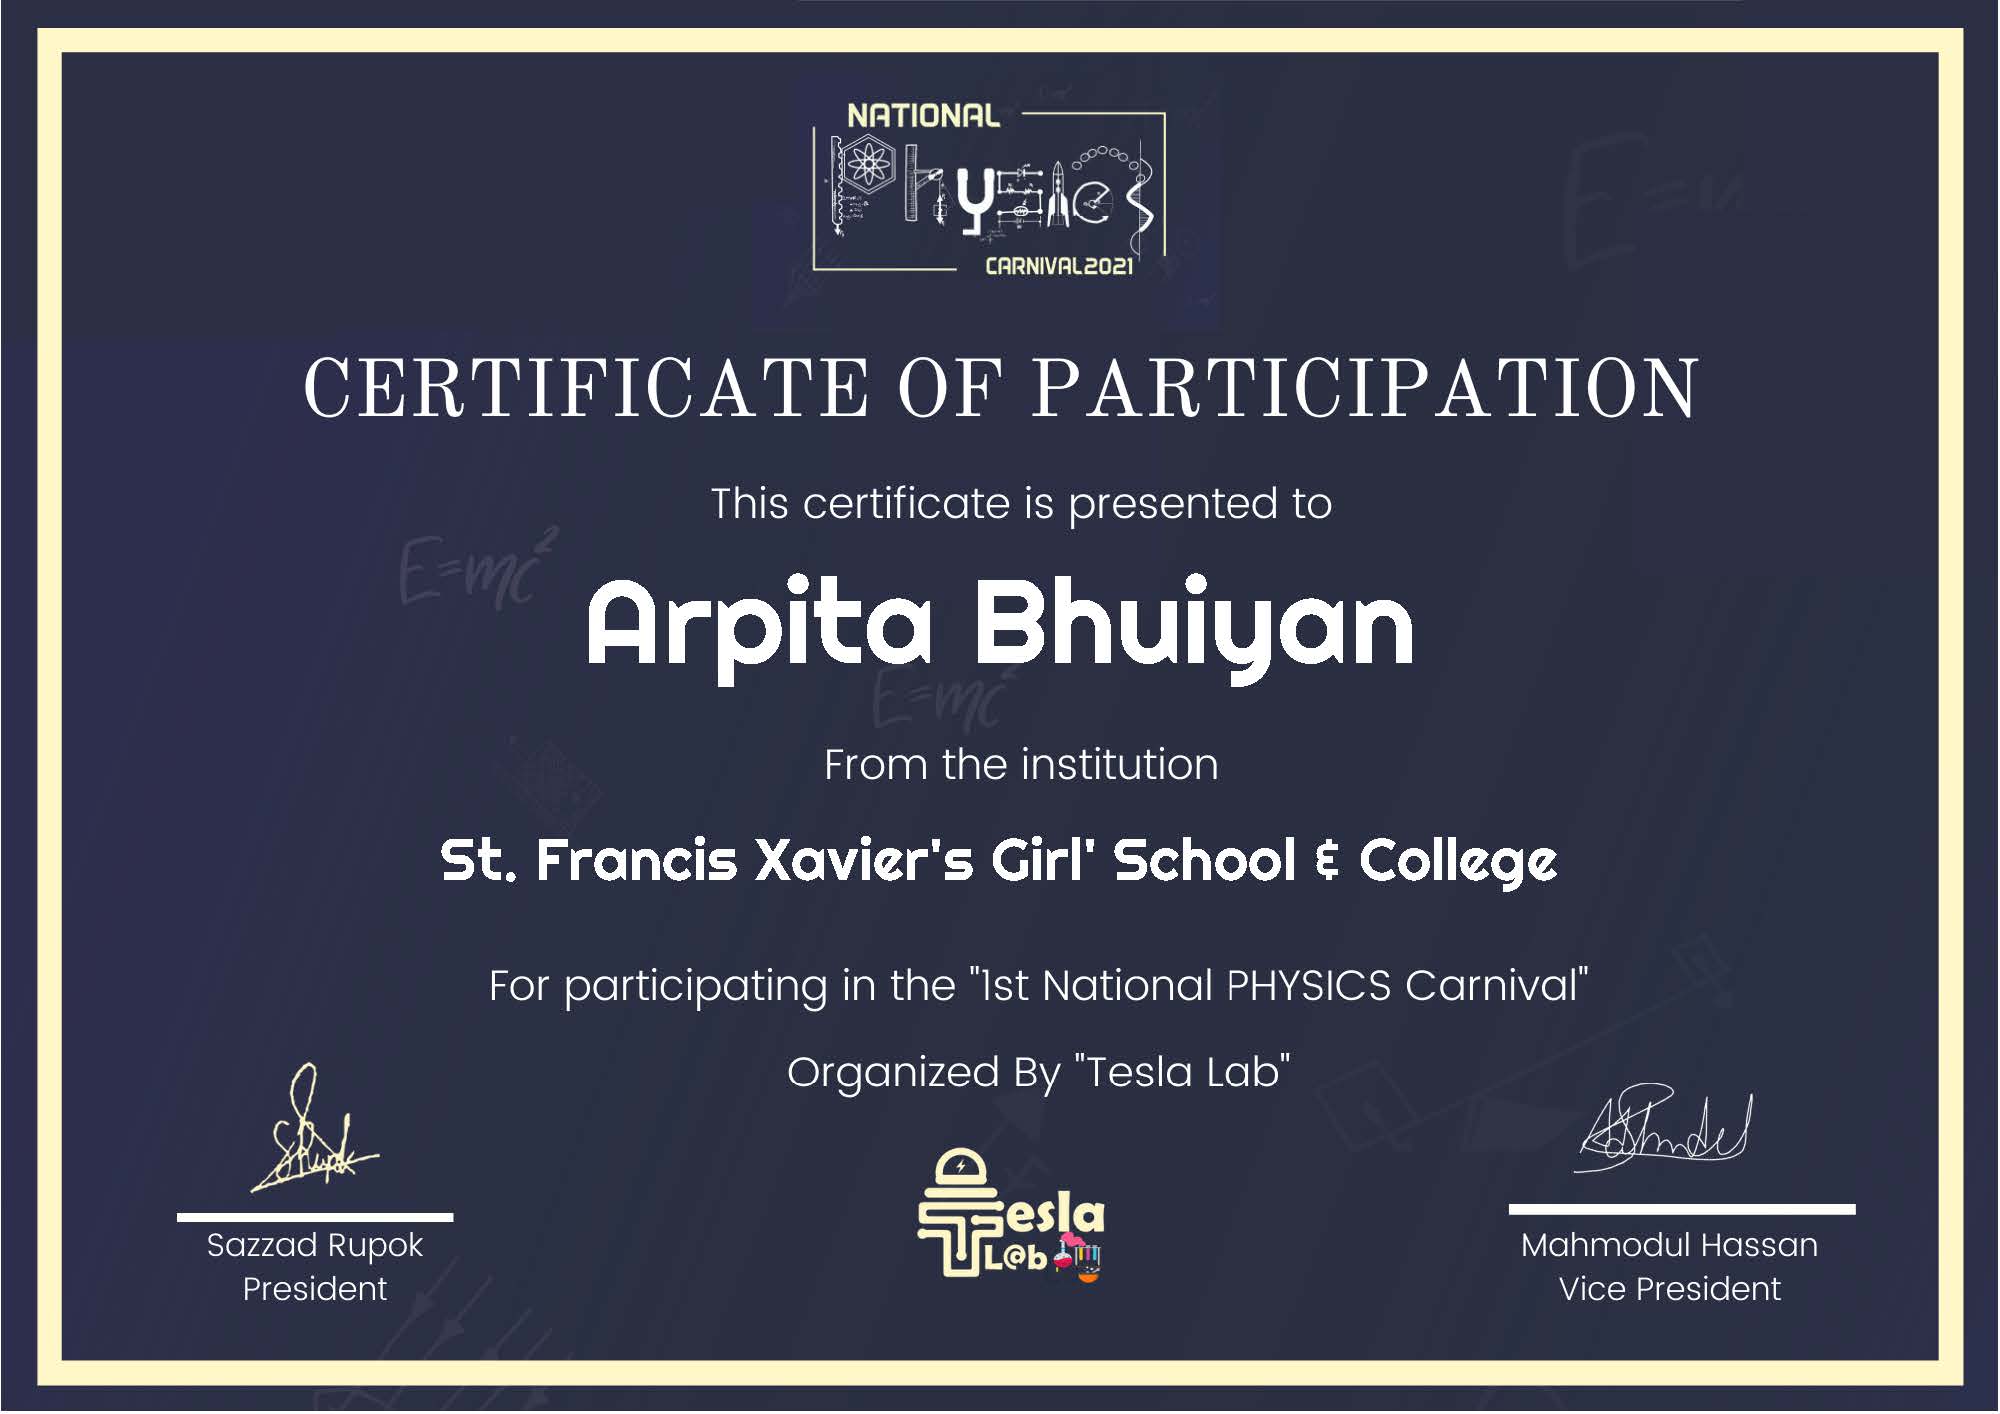 NATIONAL
Physics
CARNIVAL2021
CERTIFICATE OF PARTICIPATION
This certificate is presented to
E=mc²
Arpita Bhuiyan
E=mc²
From the institution
St. Francis Xavier's Girl' School & College
For participating in the "1st National PHYSICS Carnival"
Organized By "Tesla Lab"
Tesla
L@b
Sazzad Rupok
President
Mahmodul Hassan
Vice President